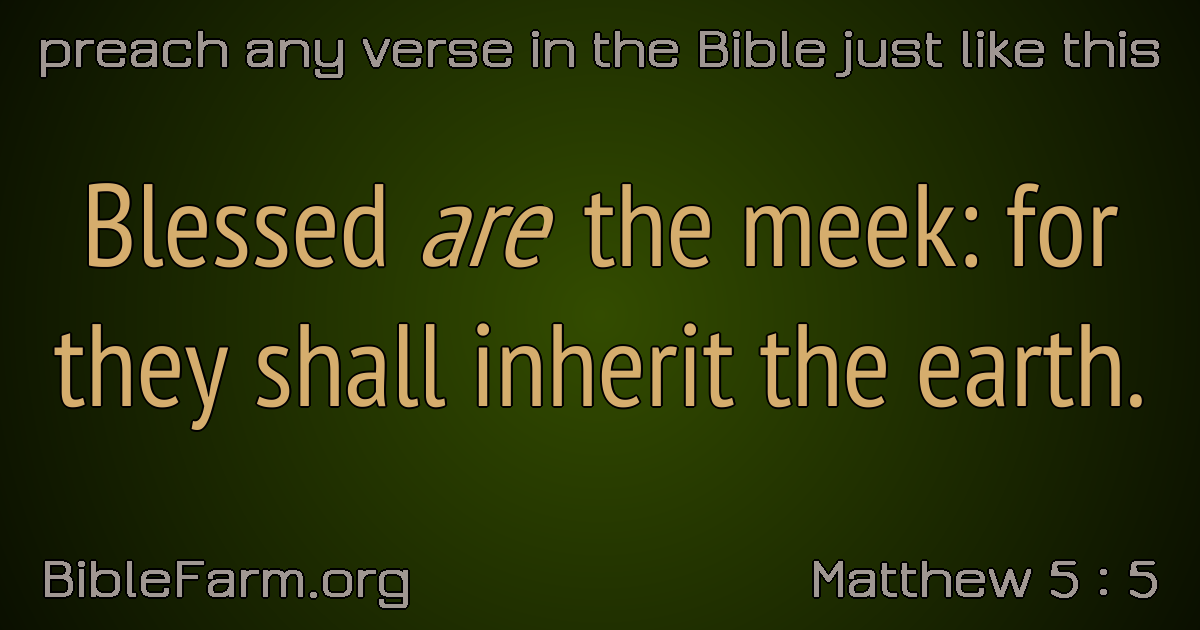 preach any verse in the Bible just like this
Blessed are the meek: for
they shall inherit the earth.
BibleFarm.org
Matthew 5 : 5